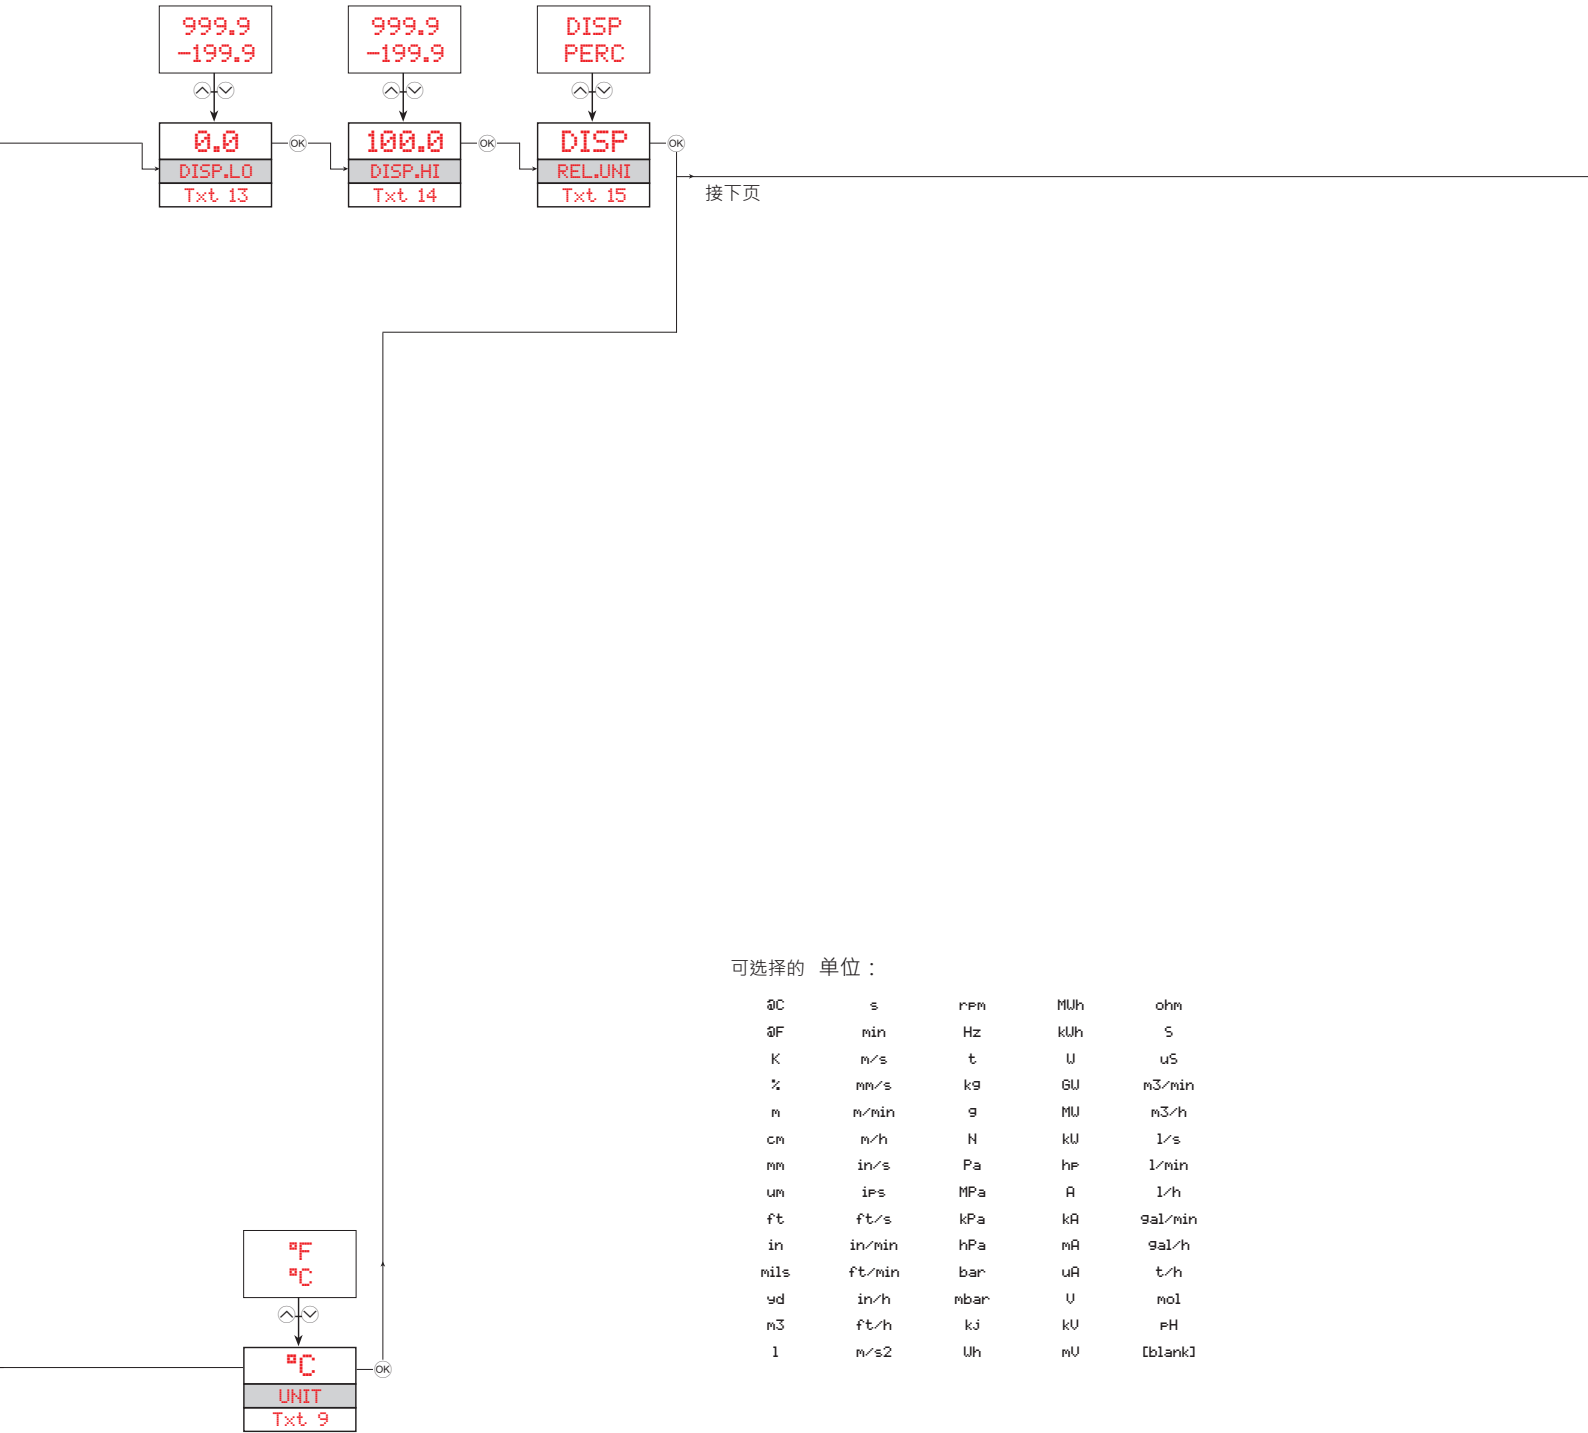 999.9 999.9 DISP
-199.9 -199.9 PERC
0.0 OK 100.0 OK DISP OK
DISP.LO DISP.HI REL.UNI
Txt 13 Txt 14 Txt 15
接下页
可选择的 单位：
@C s rpm MWh ohm
@F min Hz kWh S
K m/s t W uS
% mm/s kg GW m3/min
m m/min g MW m3/h
cm m/h N kW l/s
mm in/s Pa hp l/min
um ips MPa A l/h
ft ft/s kPa kA gal/min
in in/min hPa mA gal/h
mils ft/min bar uA t/h
yd in/h mbar V mol
m3 ft/h kj kV pH
l m/s2 Wh mV [blank]
°F
°C
°C OK
UNIT
Txt 9